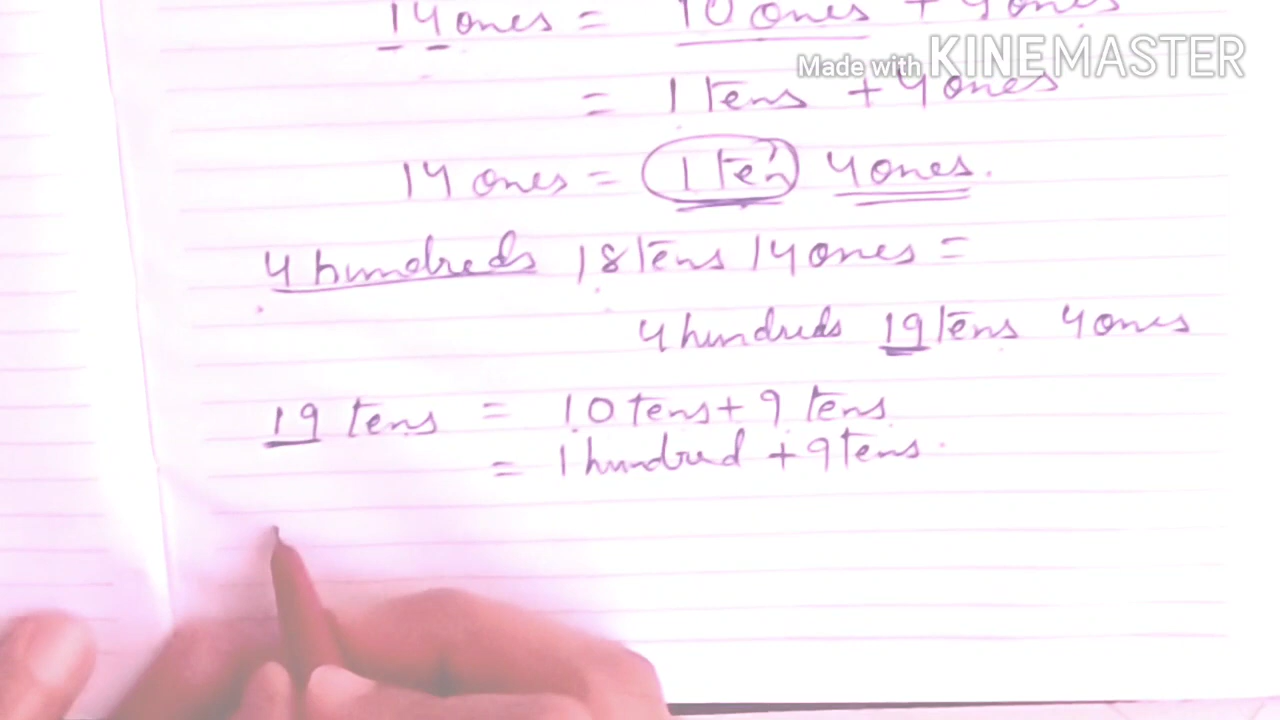 14 ones = 10 ones + 4 ones
Made with KINEMASTER
= 1 tens + 4 ones
14 ones = 1 ten 4 ones.
4 hundreds 18 tens 14 ones =
4 hundreds 19 tens 4 ones
19 tens = 10 tens + 9 tens
= 1 hundred + 9 tens.